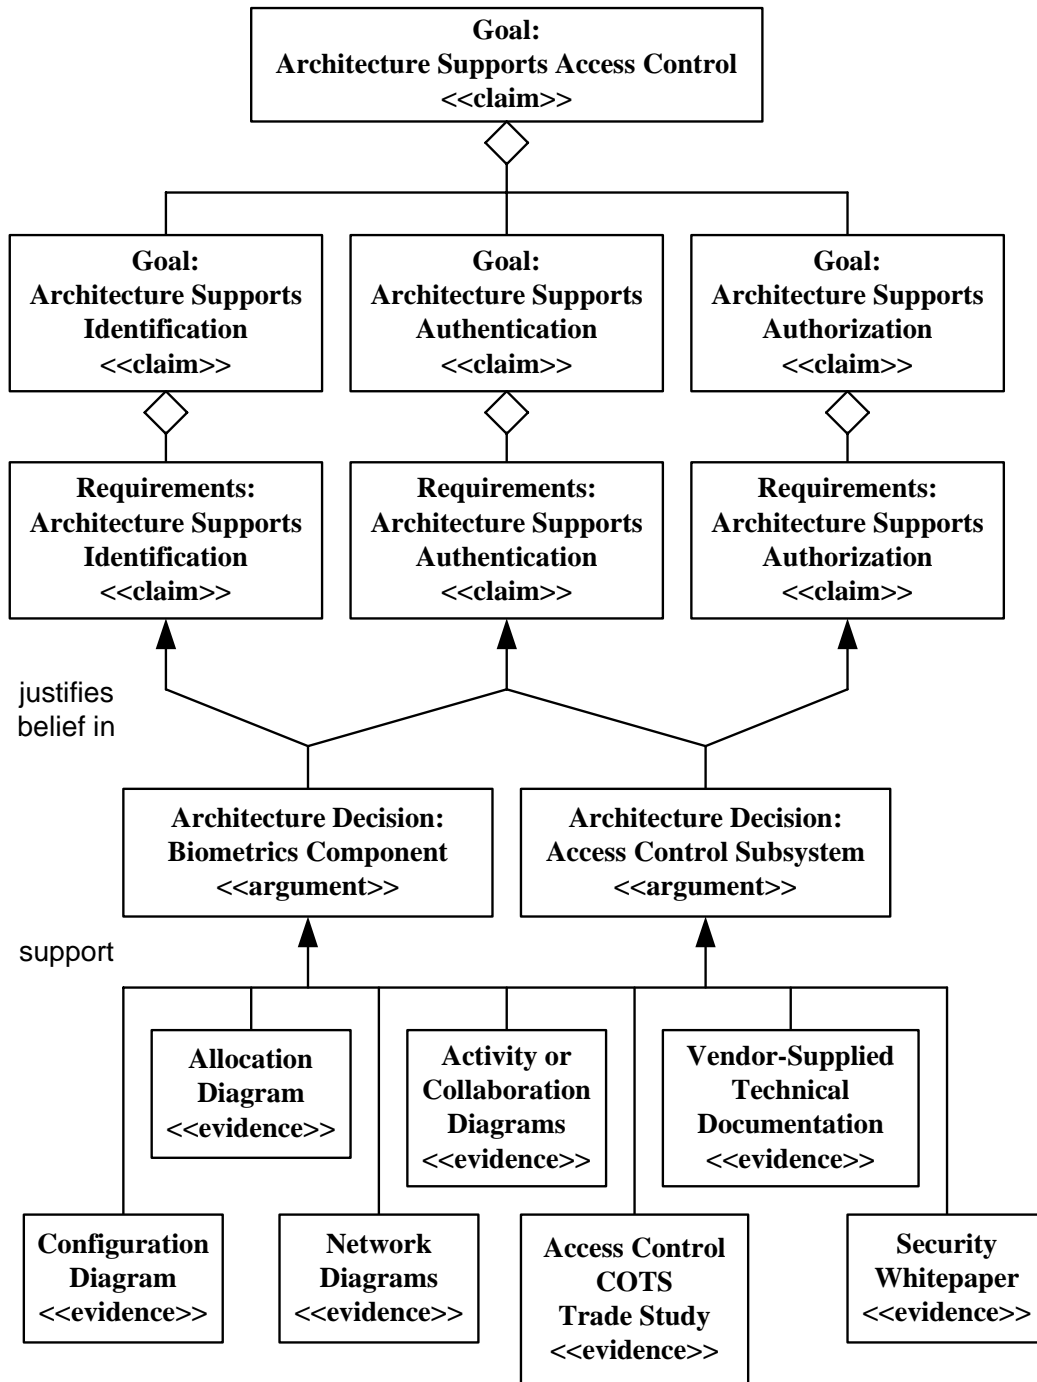 Goal:
Architecture Supports Access Control
<<claim>>
Goal:
Architecture Supports
Identification
<<claim>>
Goal:
Architecture Supports
Authentication
<<claim>>
Goal:
Architecture Supports
Authorization
<<claim>>
Requirements:
Architecture Supports
Identification
<<claim>>
Requirements:
Architecture Supports
Authentication
<<claim>>
Requirements:
Architecture Supports
Authorization
<<claim>>
justifies
belief in
Architecture Decision:
Biometrics Component
<<argument>>
Architecture Decision:
Access Control Subsystem
<<argument>>
support
Allocation
Diagram
<<evidence>>
Activity or
Collaboration
Diagrams
<<evidence>>
Vendor-Supplied
Technical
Documentation
<<evidence>>
Configuration
Diagram
<<evidence>>
Network
Diagrams
<<evidence>>
Access Control
COTS
Trade Study
<<evidence>>
Security
Whitepaper
<<evidence>>